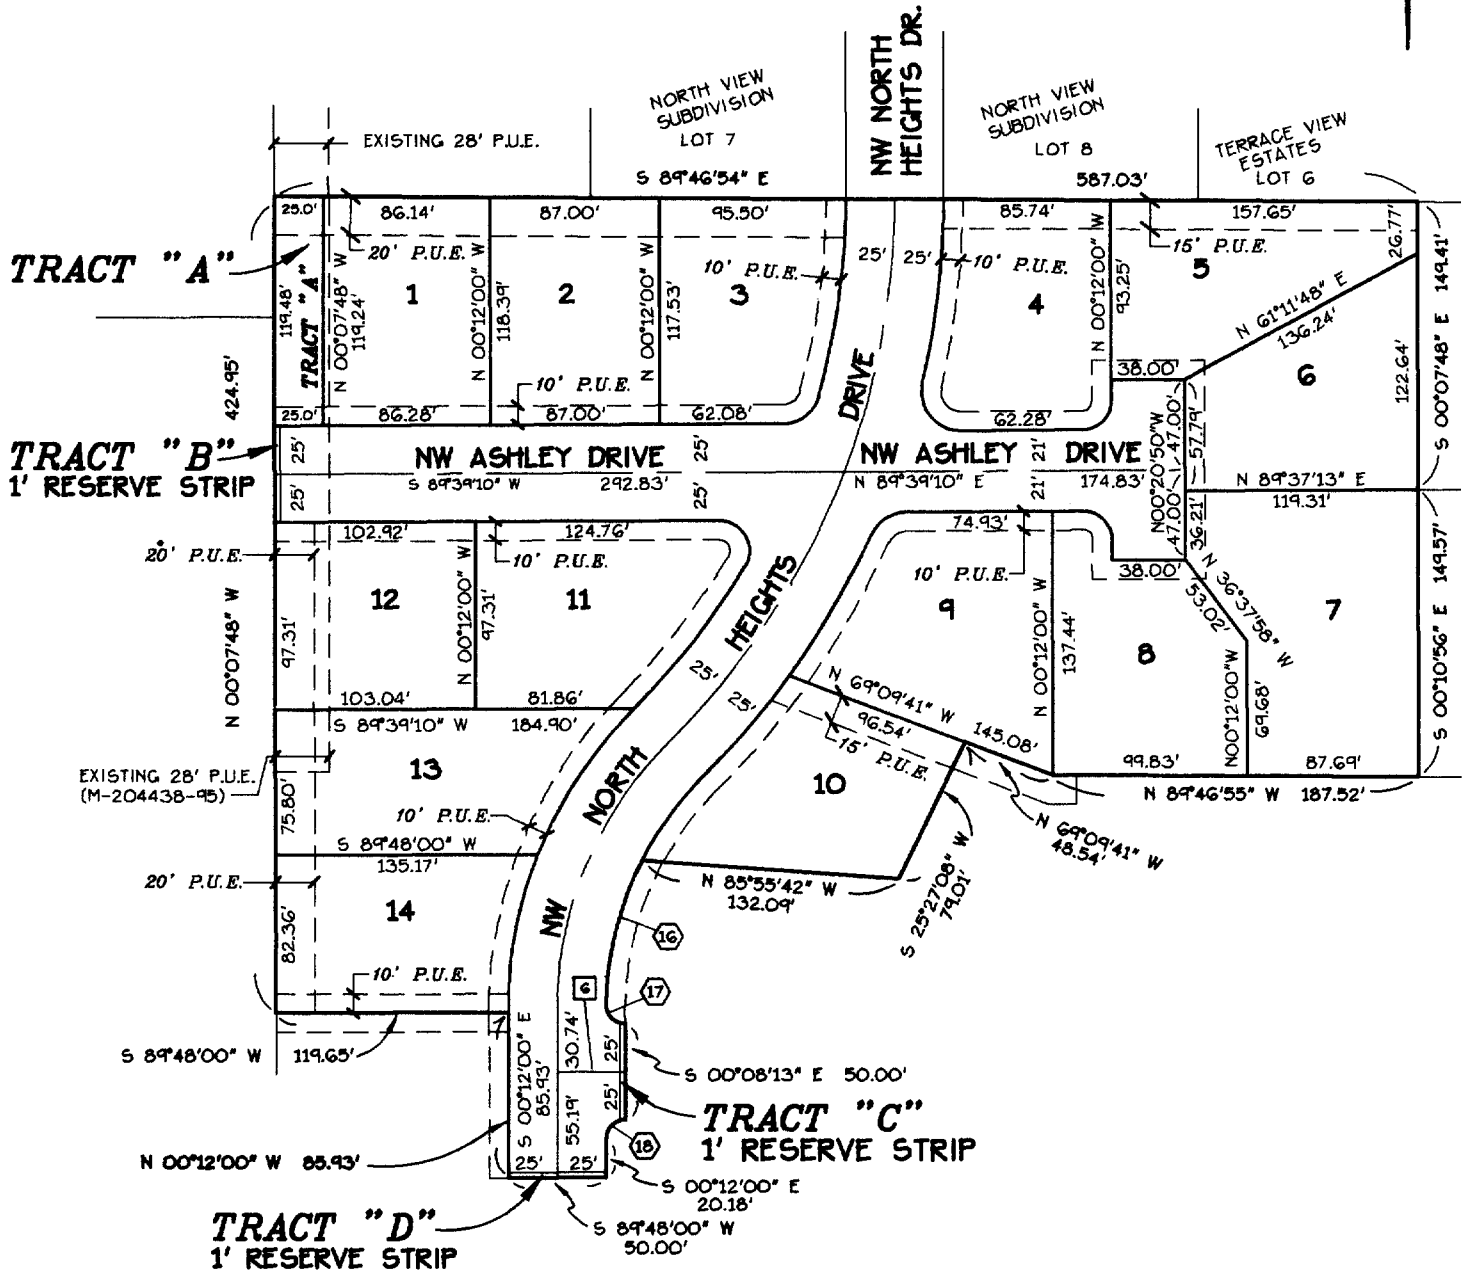 NW NORTH
HEIGHTS DR.
NORTH VIEW
SUBDIVISION
LOT 7
NORTH VIEW
SUBDIVISION
LOT 8
TERRACE VIEW
ESTATES
LOT 6
EXISTING 28' P.U.E.
S 89°46'54" E
587.03'
25.0'
86.14'
87.00'
95.50'
85.74'
157.65'
26.77'
149.41'
20' P.U.E.
15' P.U.E.
10' P.U.E.
25'
25'
10' P.U.E.
TRACT "A"
TRACT "A"
119.48'
N 00°07'48" W
119.24'
1
N 00°12'00" W
118.39'
2
N 00°12'00" W
117.53'
3
4
N 00°12'00" W
93.25'
5
N 61°11'48" E
136.24'
6
122.64'
S 00°07'48" E
424.95'
10' P.U.E.
38.00'
25.0'
86.28'
87.00'
62.08'
62.28'
DRIVE
TRACT "B"
1' RESERVE STRIP
25'
25'
NW ASHLEY DRIVE
S 89°39'10" W
292.83'
25'
25'
NW ASHLEY DRIVE
N 89°39'10" E
174.83'
21'
21'
N00°20'50"W
47.00'
47.00'
57.79'
36.21'
N 89°37'13" E
119.31'
102.92'
124.76'
74.93'
20' P.U.E.
10' P.U.E.
10' P.U.E.
38.00'
N 36°37'58" W
53.02'
149.57'
S 00°10'56" E
12
N 00°12'00" W
97.31'
11
HEIGHTS
9
N 00°12'00" W
137.44'
8
7
97.31'
N 00°07'48" W
N00°12'00"W
69.68'
103.04'
81.86'
S 89°39'10" W
184.90'
25'
25'
N 69°09'41" W
96.54'
145.08'
15' P.U.E.
99.83'
87.69'
N 89°46'55" W 187.52'
EXISTING 28' P.U.E.
(M-204438-95)
13
75.80'
10' P.U.E.
NORTH
10
N 69°09'41" W
48.54'
S 89°48'00" W
135.17'
20' P.U.E.
14
82.36'
10' P.U.E.
N 85°55'42" W
132.09'
S 25°27'08" W
79.01'
NW
16
6
17
S 89°48'00" W 119.65'
S 00°12'00" E
85.93'
30.74'
55.19'
25'
25'
S 00°08'13" E 50.00'
TRACT "C"
1' RESERVE STRIP
18
N 00°12'00" W 85.93'
25'
25'
S 00°12'00" E
20.18'
TRACT "D"
1' RESERVE STRIP
S 89°48'00" W
50.00'